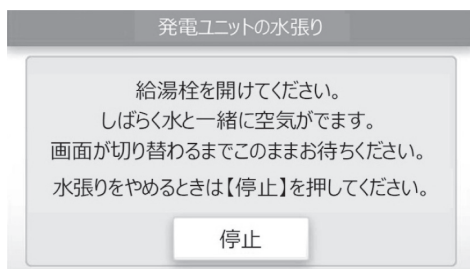 発電ユニットの水張り
給湯栓を開けてください。
しばらく水と一緒に空気がでます。
画面が切り替わるまでこのままお待ちください。
水張りをやめるときは【停止】を押してください。
停止